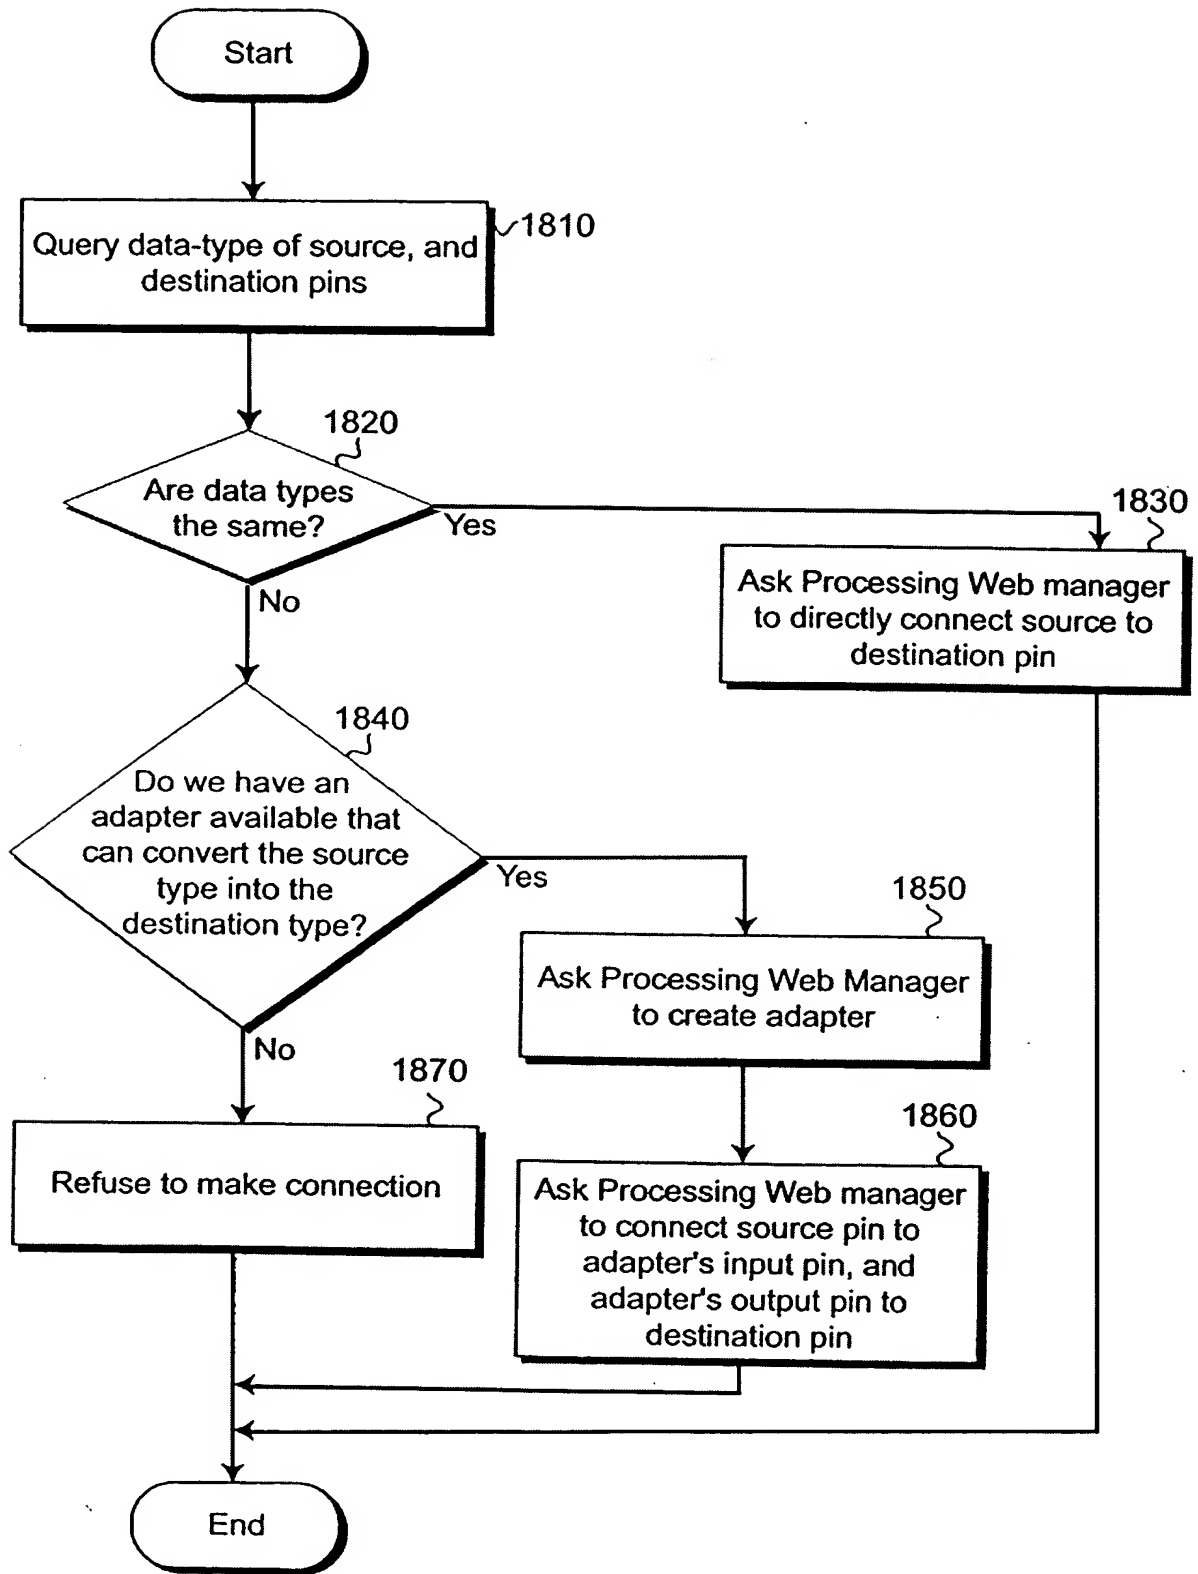 Start
1810
Query data-type of source, and
destination pins
1820
Are data types
the same?
Yes
No
1830
Ask Processing Web manager
to directly connect source to
destination pin
1840
Do we have an
adapter available that
can convert the source
type into the
destination type?
Yes
No
1850
Ask Processing Web Manager
to create adapter
1870
Refuse to make connection
1860
Ask Processing Web manager
to connect source pin to
adapter's input pin, and
adapter's output pin to
destination pin
End